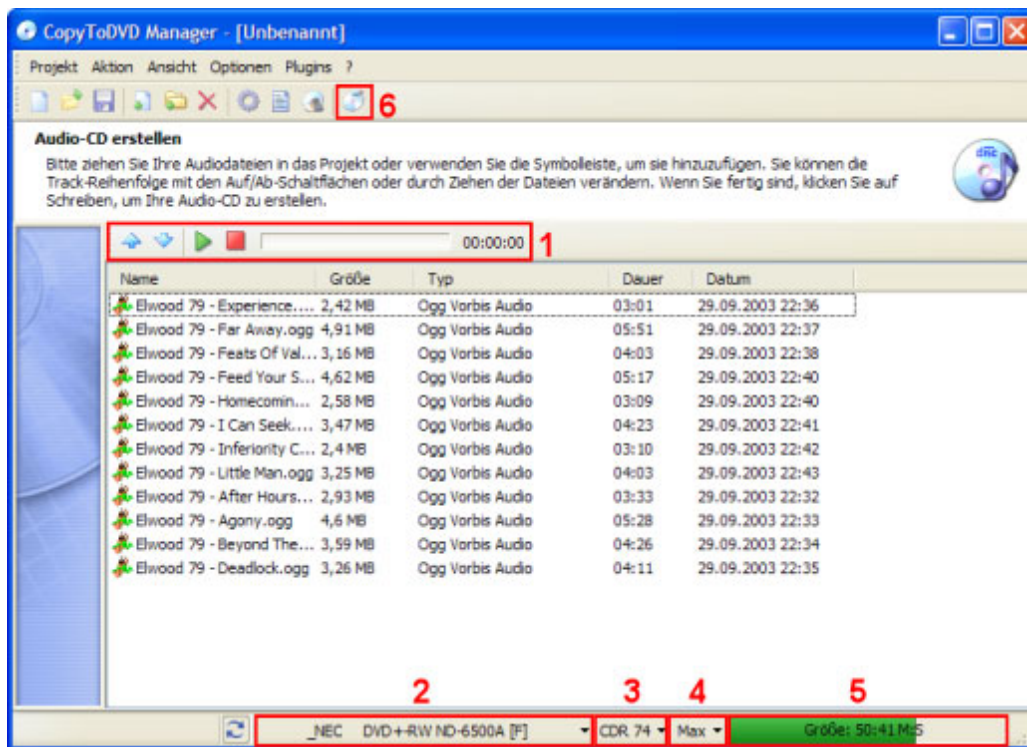 CopyToDVD Manager - [Unbenannt]
Projekt Aktion Ansicht Optionen Plugins ?
6
Audio-CD erstellen
Bitte ziehen Sie Ihre Audiodateien in das Projekt oder verwenden Sie die Symbolleiste, um sie hinzuzufügen. Sie können die
Track-Reihenfolge mit den Auf/Ab-Schaltflächen oder durch Ziehen der Dateien verändern. Wenn Sie fertig sind, klicken Sie auf
Schreiben, um Ihre Audio-CD zu erstellen.
00:00:00 1
Name Größe Typ Dauer Datum
Elwood 79 - Experience.... 2,42 MB Ogg Vorbis Audio 03:01 29.09.2003 22:36
Elwood 79 - Far Away.ogg 4,91 MB Ogg Vorbis Audio 05:51 29.09.2003 22:37
Elwood 79 - Feats Of Val... 3,16 MB Ogg Vorbis Audio 04:03 29.09.2003 22:38
Elwood 79 - Feed Your S... 4,62 MB Ogg Vorbis Audio 05:17 29.09.2003 22:40
Elwood 79 - Homecomin... 2,58 MB Ogg Vorbis Audio 03:09 29.09.2003 22:40
Elwood 79 - I Can Seek.... 3,47 MB Ogg Vorbis Audio 04:23 29.09.2003 22:41
Elwood 79 - Inferiority C... 2,4 MB Ogg Vorbis Audio 03:10 29.09.2003 22:42
Elwood 79 - Little Man.ogg 3,25 MB Ogg Vorbis Audio 04:03 29.09.2003 22:43
Elwood 79 - After Hours... 2,93 MB Ogg Vorbis Audio 03:33 29.09.2003 22:32
Elwood 79 - Agony.ogg 4,6 MB Ogg Vorbis Audio 05:28 29.09.2003 22:33
Elwood 79 - Beyond The... 3,59 MB Ogg Vorbis Audio 04:26 29.09.2003 22:34
Elwood 79 - Deadlock.ogg 3,26 MB Ogg Vorbis Audio 04:11 29.09.2003 22:35
2 3 4 5
_NEC DVD+-RW ND-6500A [F] CDR 74 Max Größe: 50:41 M:S